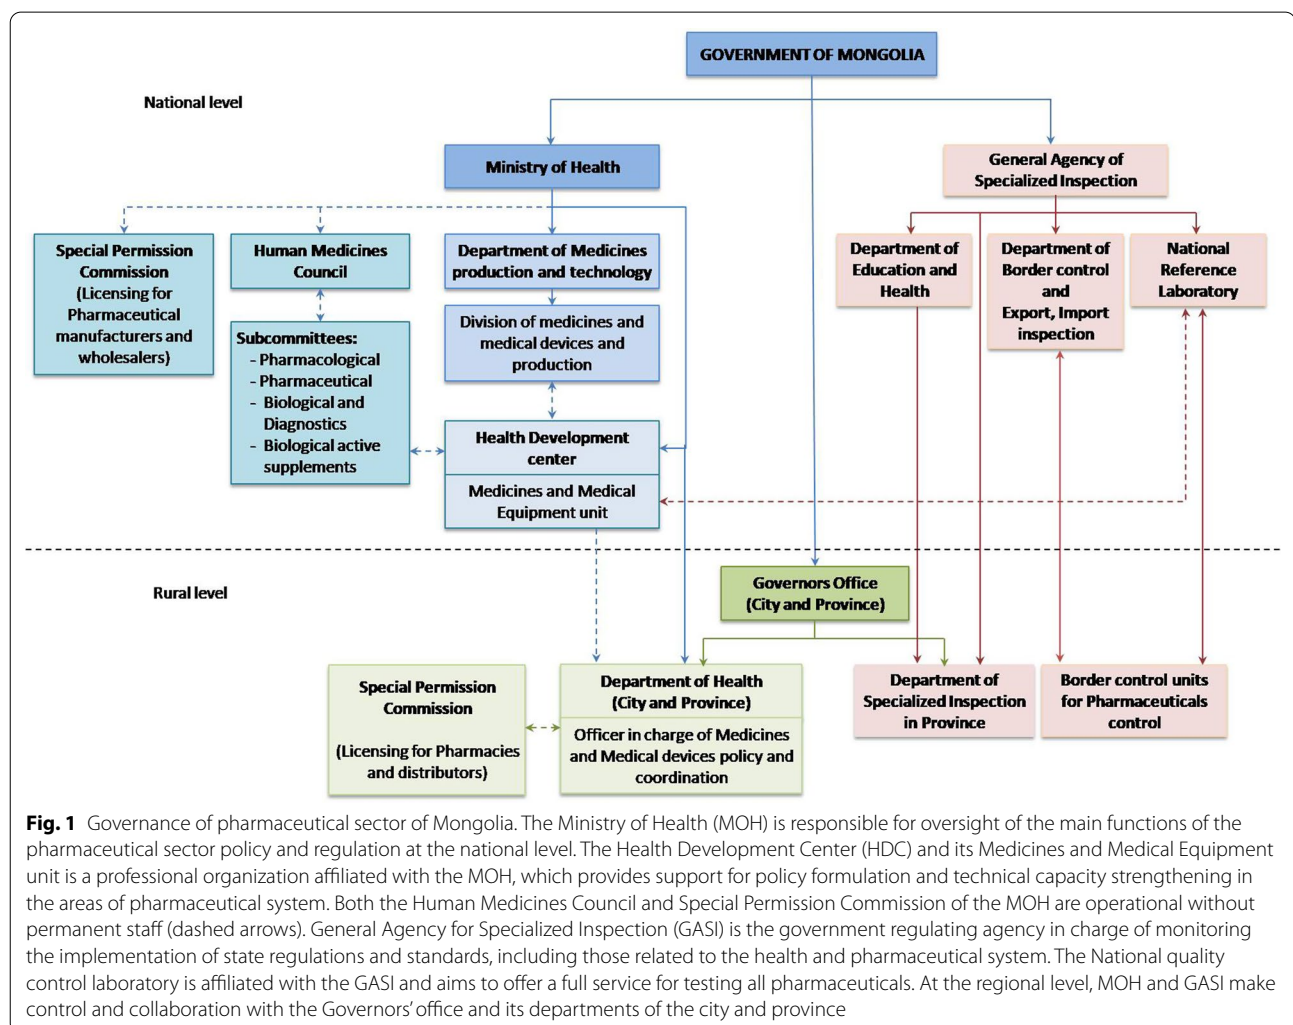 GOVERNMENT OF MONGOLIA
National level
Ministry of Health
General Agency of
Specialized Inspection
Special Permission
Commission
(Licensing for
Pharmaceutical
manufacturers and
wholesalers)
Human Medicines
Council
Department of Medicines
production and technology
Department of
Education and
Health
Department of
Border control
and
Export, Import
inspection
National
Reference
Laboratory
Subcommittees:
- Pharmacological
- Pharmaceutical
- Biological and
Diagnostics
- Biological active
supplements
Division of medicines and
medical devices and
production
Health Development
center
Medicines and Medical
Equipment unit
Rural level
Governors Office
(City and Province)
Special Permission
Commission
(Licensing for Pharmacies
and distributors)
Department of Health
(City and Province)
Officer in charge of Medicines
and Medical devices policy and
coordination
Department of
Specialized Inspection
in Province
Border control units
for Pharmaceuticals
control
Fig. 1 Governance of pharmaceutical sector of Mongolia. The Ministry of Health (MOH) is responsible for oversight of the main functions of the
pharmaceutical sector policy and regulation at the national level. The Health Development Center (HDC) and its Medicines and Medical Equipment
unit is a professional organization affiliated with the MOH, which provides support for policy formulation and technical capacity strengthening in
the areas of pharmaceutical system. Both the Human Medicines Council and Special Permission Commission of the MOH are operational without
permanent staff (dashed arrows). General Agency for Specialized Inspection (GASI) is the government regulating agency in charge of monitoring
the implementation of state regulations and standards, including those related to the health and pharmaceutical system. The National quality
control laboratory is affiliated with the GASI and aims to offer a full service for testing all pharmaceuticals. At the regional level, MOH and GASI make
control and collaboration with the Governors' office and its departments of the city and province